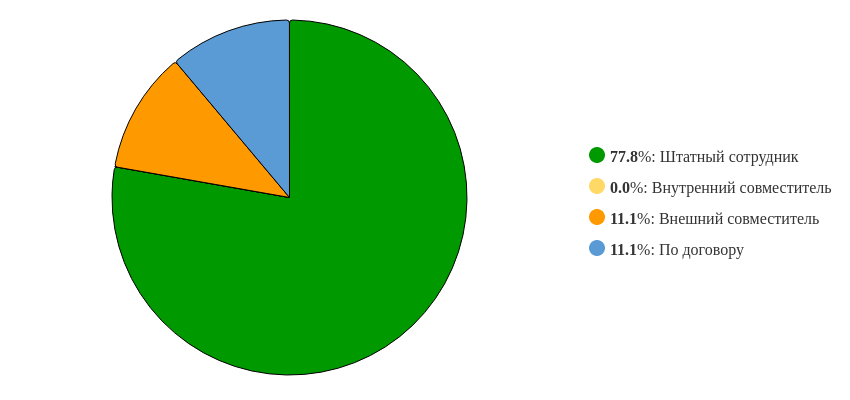 77.8%: Штатный сотрудник
0.0%: Внутренний совместитель
11.1%: Внешний совместитель
11.1%: По договору